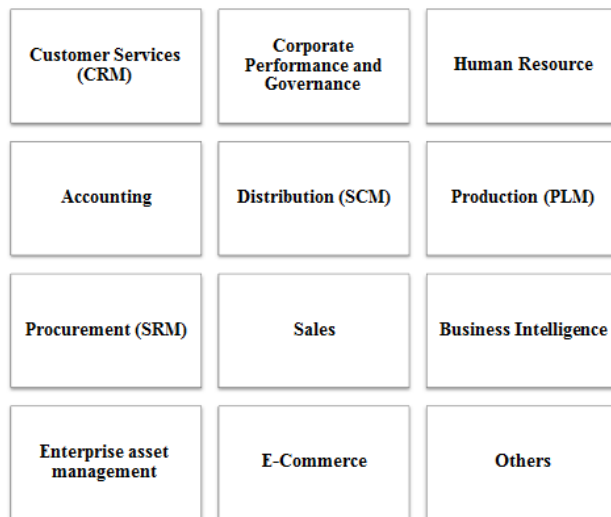 Customer Services
(CRM)
Corporate
Performance and
Governance
Human Resource
Accounting
Distribution (SCM)
Production (PLM)
Procurement (SRM)
Sales
Business Intelligence
Enterprise asset
management
E-Commerce
Others